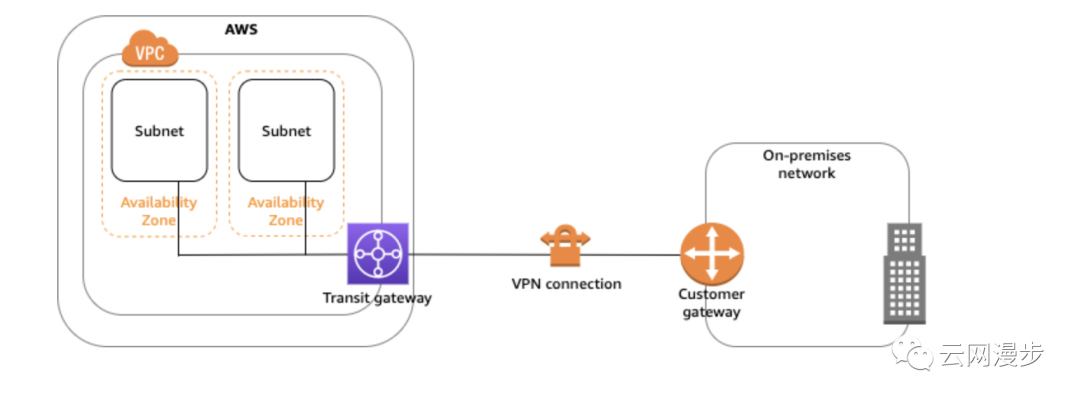 AWS
VPC
Subnet
Subnet
Availability
Zone
Availability
Zone
Transit gateway
VPN connection
On-premises
network
Customer
gateway
云网漫步